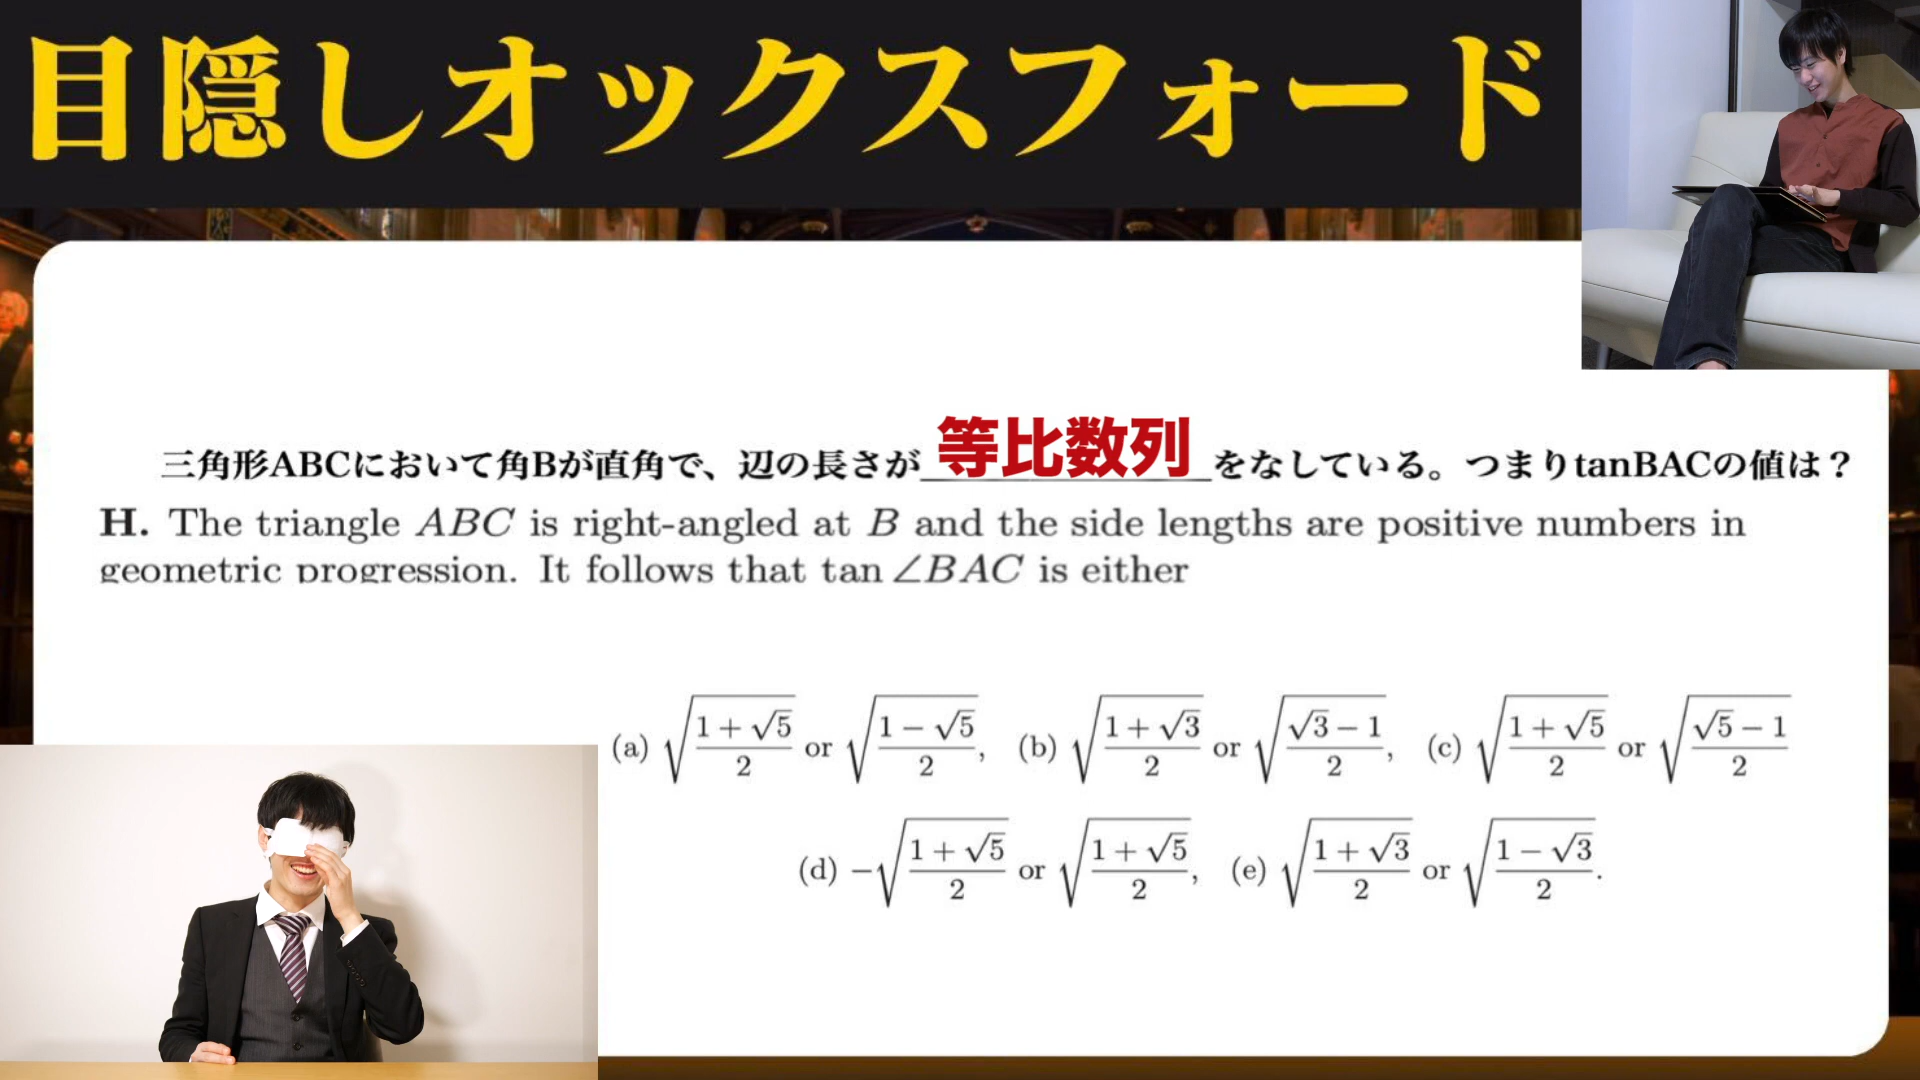 目隠しオックスフォード
三角形ABCにおいて角Bが直角で、辺の長さが 等比数列 をなしている。つまりtanBACの値は？
H. The triangle ABC is right-angled at B and the side lengths are positive numbers in
geometric progression. It follows that tan ∠BAC is either
(a) √((1 + √5)/2) or √((1 − √5)/2), (b) √((1 + √3)/2) or √((√3 − 1)/2), (c) √((1 + √5)/2) or √((√5 − 1)/2)
(d) −√((1 + √5)/2) or √((1 + √5)/2), (e) √((1 + √3)/2) or √((1 − √3)/2).